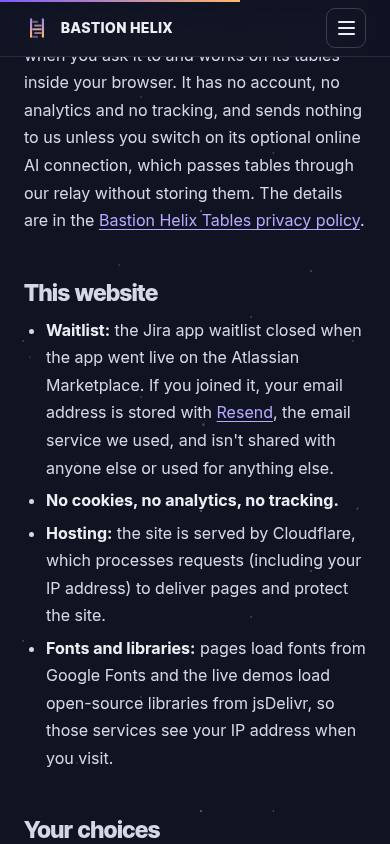 BASTION HELIX
when you ask it to and works on its tables
inside your browser. It has no account, no
analytics and no tracking, and sends nothing
to us unless you switch on its optional online
AI connection, which passes tables through
our relay without storing them. The details
are in the Bastion Helix Tables privacy policy.
This website
• Waitlist: the Jira app waitlist closed when
the app went live on the Atlassian
Marketplace. If you joined it, your email
address is stored with Resend, the email
service we used, and isn't shared with
anyone else or used for anything else.
• No cookies, no analytics, no tracking.
• Hosting: the site is served by Cloudflare,
which processes requests (including your
IP address) to deliver pages and protect
the site.
• Fonts and libraries: pages load fonts from
Google Fonts and the live demos load
open-source libraries from jsDelivr, so
those services see your IP address when
you visit.
Your choices